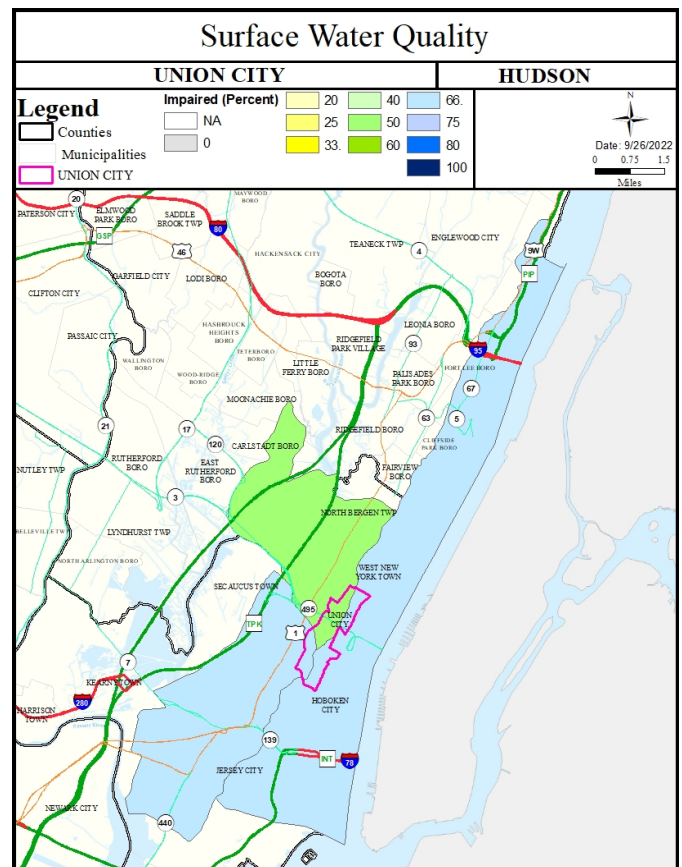 Surface Water Quality
UNION CITY
HUDSON
Legend
Counties
Municipalities
UNION CITY
Impaired (Percent)
NA
0
20
25
33.
40
50
60
66.
75
80
100
N
Date: 9/26/2022
0 0.75 1.5
Miles
MAYWOOD
BORO
20
PATERSON CITY
ELMWOOD
PARK BORO
SADDLE
BROOK TWP
80
GSP
46
HACKENSACK CITY
TEANECK TWP
4
ENGLEWOOD CITY
9W
PIP
GARFIELD CITY
LODI BORO
BOGOTA
BORO
CLIFTON CITY
PASSAIC CITY
HASBROUCK
HEIGHTS
BORO
LEONIA BORO
RIDGEFIELD
PARK VILLAGE
93
95
WALLINGTON
BORO
TETERBORO
BORO
LITTLE
FERRY BORO
FORT LEE BORO
WOOD-RIDGE
BORO
PALISADES
PARK BORO
67
MOONACHIE BORO
63
5
21
17
120
CARLSTADT BORO
RIDGEFIELD BORO
CLIFFSIDE
PARK BORO
NUTLEY TWP
RUTHERFORD
BORO
EAST
RUTHERFORD
BORO
FAIRVIEW
BORO
3
NORTH BERGEN TWP
BELLEVILLE TWP
LYNDHURST TWP
NORTH ARLINGTON BORO
WEST NEW
YORK TOWN
SECAUCUS TOWN
495
UNION
CITY
TPK
1
7
KEARNY TOWN
280
HARRISON
TOWN
HOBOKEN
CITY
139
INT
78
JERSEY CITY
NEWARK CITY
440